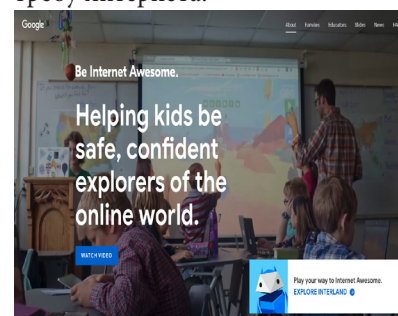 Google
About Families Educators Slides News
Be Internet Awesome.
Helping kids be
safe, confident
explorers of the
online world.
WATCH VIDEO
Play your way to Internet Awesome.
EXPLORE INTERLAND